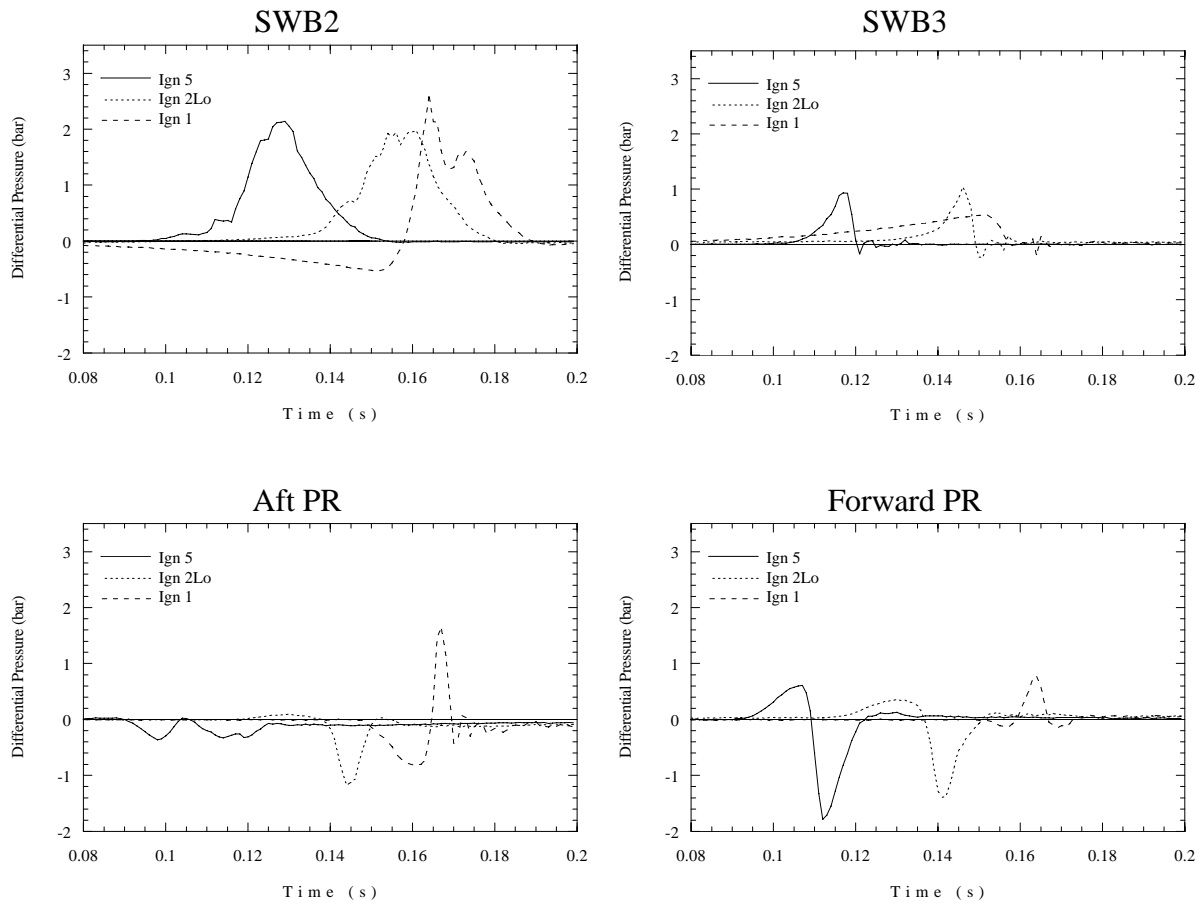 SWB2
3
2
1
0
-1
-2
Differential Pressure (bar)
Ign 5
Ign 2Lo
Ign 1
0.08 0.1 0.12 0.14 0.16 0.18 0.2
Time (s)
SWB3
3
2
1
0
-1
-2
Differential Pressure (bar)
Ign 5
Ign 2Lo
Ign 1
0.08 0.1 0.12 0.14 0.16 0.18 0.2
Time (s)
Aft PR
3
2
1
0
-1
-2
Differential Pressure (bar)
Ign 5
Ign 2Lo
Ign 1
0.08 0.1 0.12 0.14 0.16 0.18 0.2
Time (s)
Forward PR
3
2
1
0
-1
-2
Differential Pressure (bar)
Ign 5
Ign 2Lo
Ign 1
0.08 0.1 0.12 0.14 0.16 0.18 0.2
Time (s)